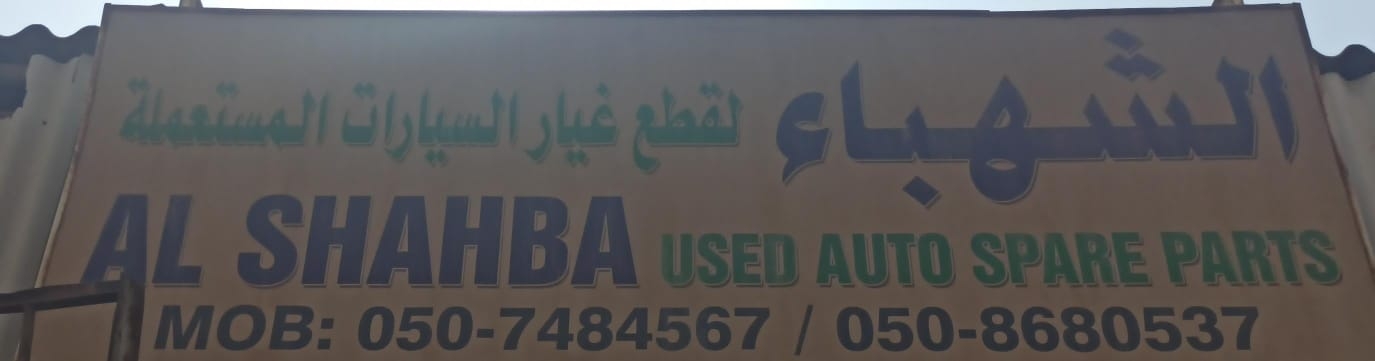 الشهباء لقطع غيار السيارات المستعملة
AL SHAHBA USED AUTO SPARE PARTS
MOB: 050-7484567 / 050-8680537